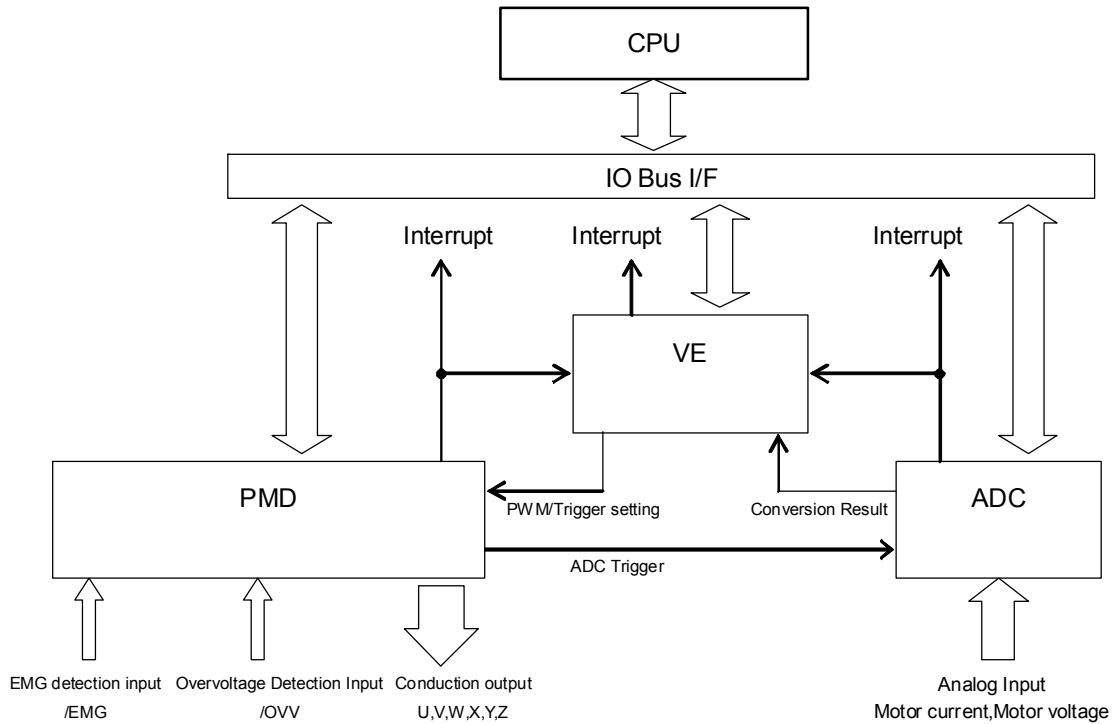 CPU
IO Bus I/F
Interrupt
Interrupt
Interrupt
VE
PMD
ADC
PWM/Trigger setting
Conversion Result
ADC Trigger
EMG detection input
/EMG
Overvoltage Detection Input
/OVV
Conduction output
U,V,W,X,Y,Z
Analog Input
Motor current,Motor voltage